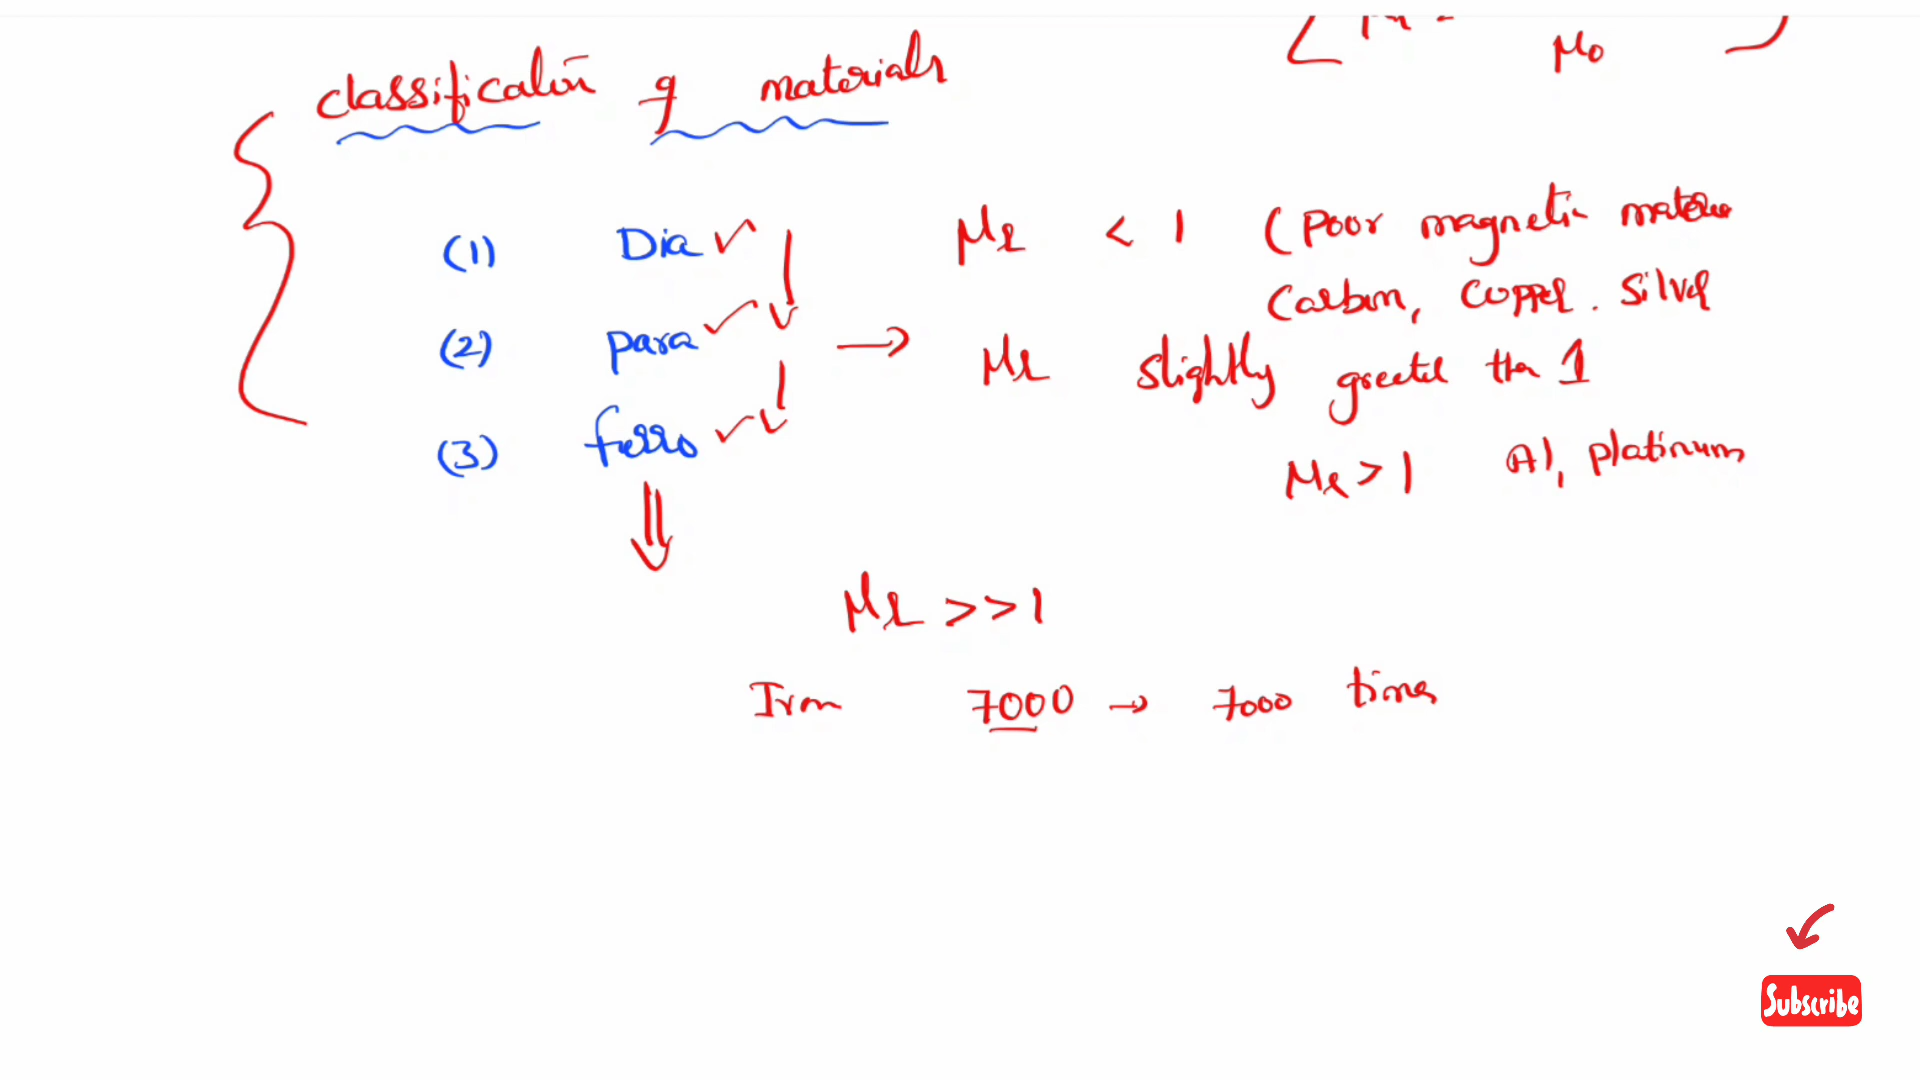 μ0
classification of materials
(1) Dia μr < 1 (Poor magnetic
Carbon, Copper. Silver
(2) para → μr slightly greater than 1
(3) ferro μr > 1 Al, platinum
μr >> 1
Iron 7000 → 7000 times
Subscribe